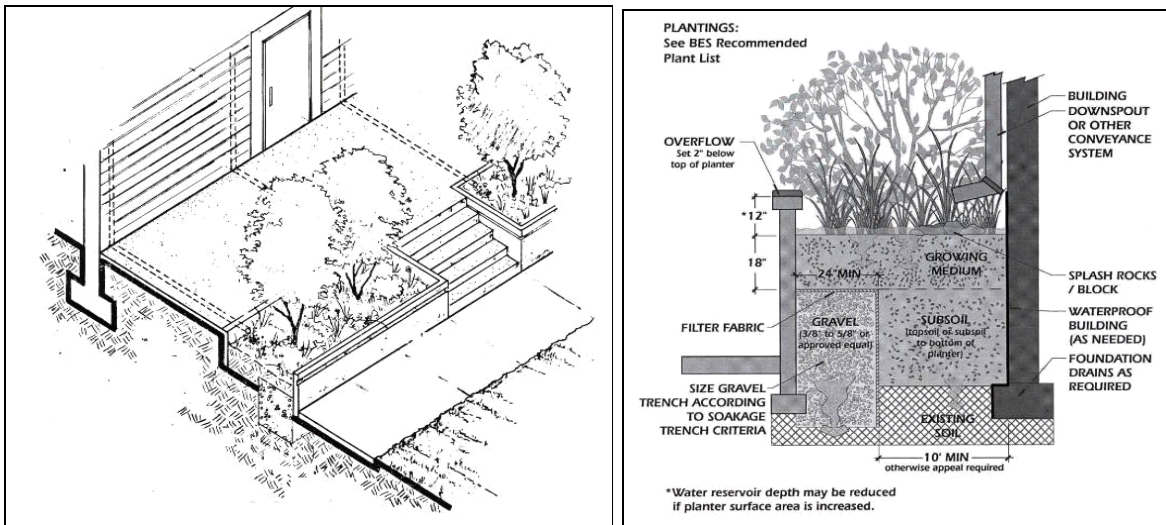 PLANTINGS:
See BES Recommended
Plant List
OVERFLOW
Set 2" below
top of planter
*12"
18"
24"MIN
FILTER FABRIC
GRAVEL
(3/8" to 5/8" or
approved equal)
SIZE GRAVEL
TRENCH ACCORDING
TO SOAKAGE
TRENCH CRITERIA
GROWING
MEDIUM
SUBSOIL
(topsoil or subsoil
to bottom of
planter)
EXISTING
SOIL
BUILDING
DOWNSPOUT
OR OTHER
CONVEYANCE
SYSTEM
SPLASH ROCKS
/ BLOCK
WATERPROOF
BUILDING
(AS NEEDED)
FOUNDATION
DRAINS AS
REQUIRED
10' MIN
otherwise appeal required
*Water reservoir depth may be reduced
if planter surface area is increased.